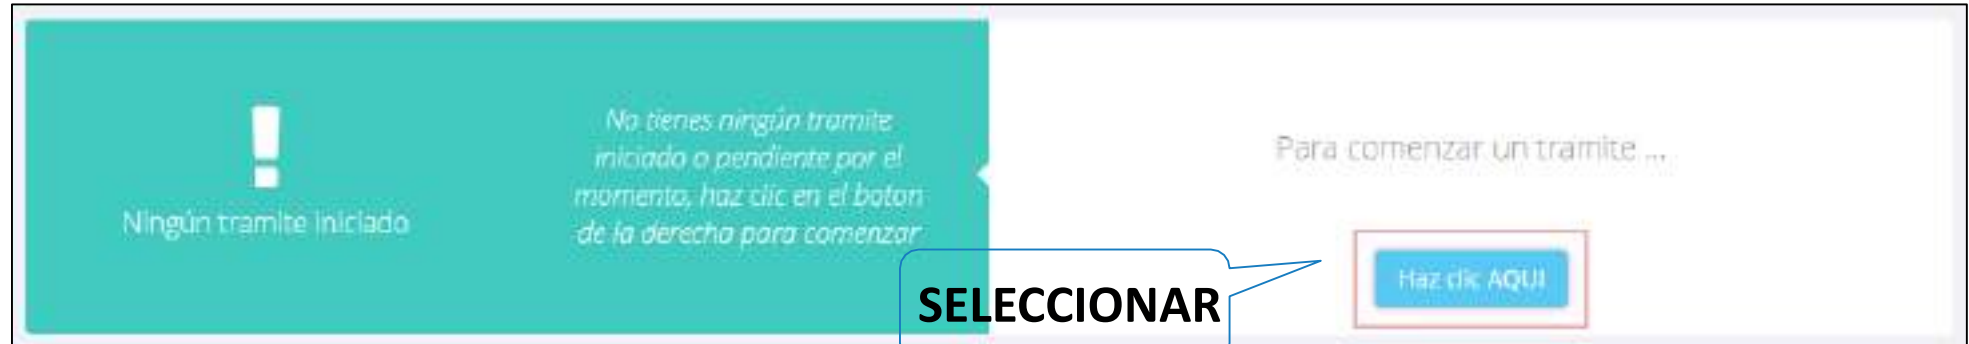 Ningún tramite iniciado
No tienes ningún tramite
iniciado o pendiente por el
momento, haz clic en el boton
de la derecha para comenzar
Para comenzar un tramite ...
Haz clic AQUI
SELECCIONAR